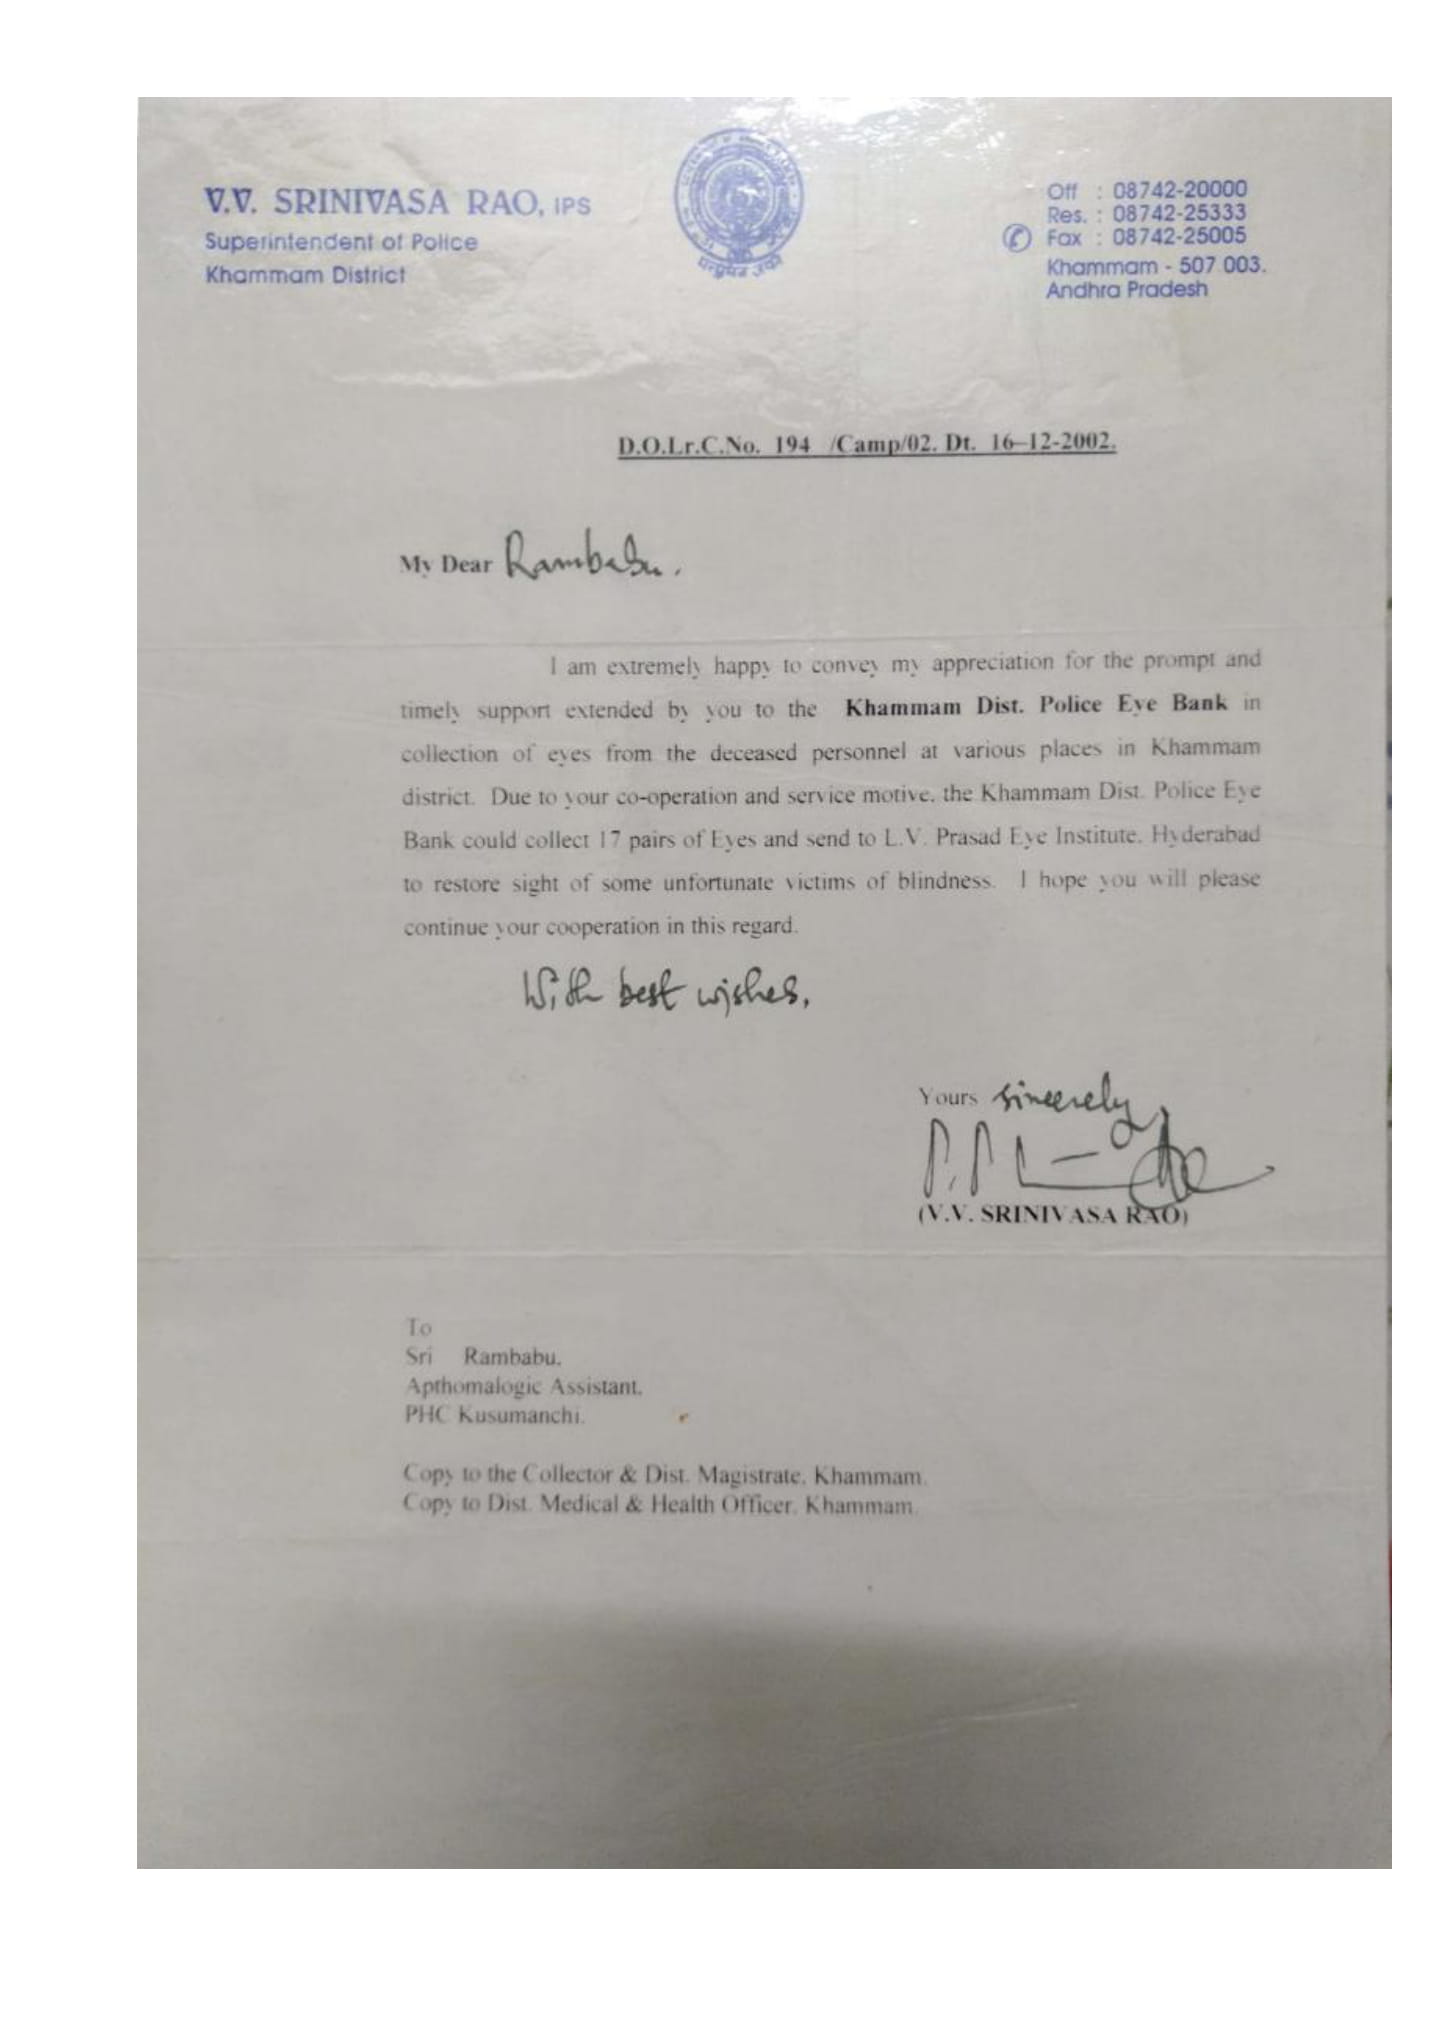 V.V. SRINIVASA RAO, IPS
Superintendent of Police
Khammam District
Off : 08742-20000
Res. : 08742-25333
Fax : 08742-25005
Khammam - 507 003.
Andhra Pradesh
D.O.Lr.C.No. 194 /Camp/02. Dt. 16-12-2002.
My Dear Rambabu.
I am extremely happy to convey my appreciation for the prompt and
timely support extended by you to the Khammam Dist. Police Eye Bank in
collection of eyes from the deceased personnel at various places in Khammam
district. Due to your co-operation and service motive, the Khammam Dist. Police Eye
Bank could collect 17 pairs of Eyes and send to L.V. Prasad Eye Institute, Hyderabad
to restore sight of some unfortunate victims of blindness. I hope you will please
continue your cooperation in this regard.
With best wishes,
Yours sincerely
(V.V. SRINIVASA RAO)
To
Sri Rambabu,
Apthomalogic Assistant,
PHC Kusumanchi.
Copy to the Collector & Dist. Magistrate, Khammam.
Copy to Dist. Medical & Health Officer, Khammam.